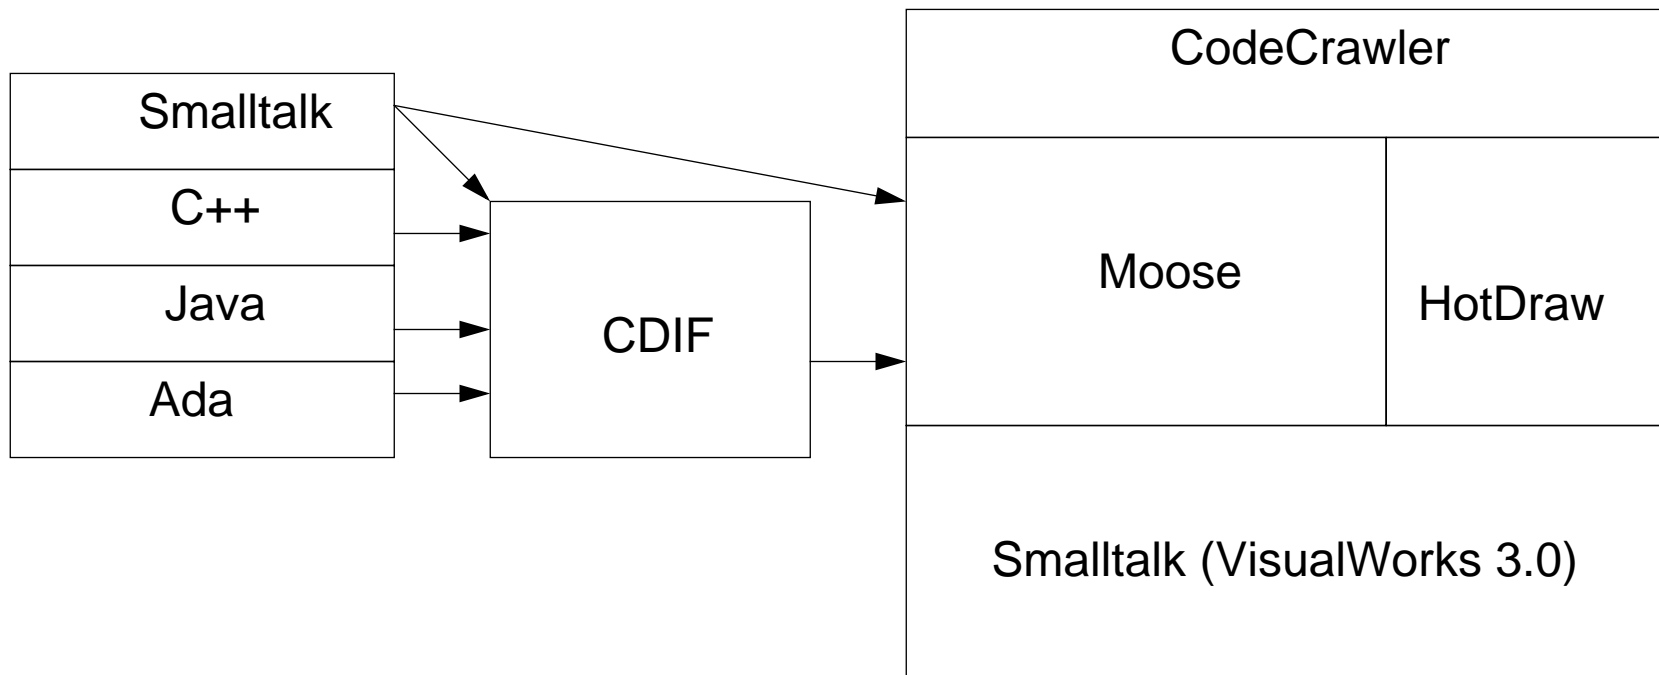 CodeCrawler
Smalltalk
C++
Java
Ada
CDIF
Moose
HotDraw
Smalltalk (VisualWorks 3.0)